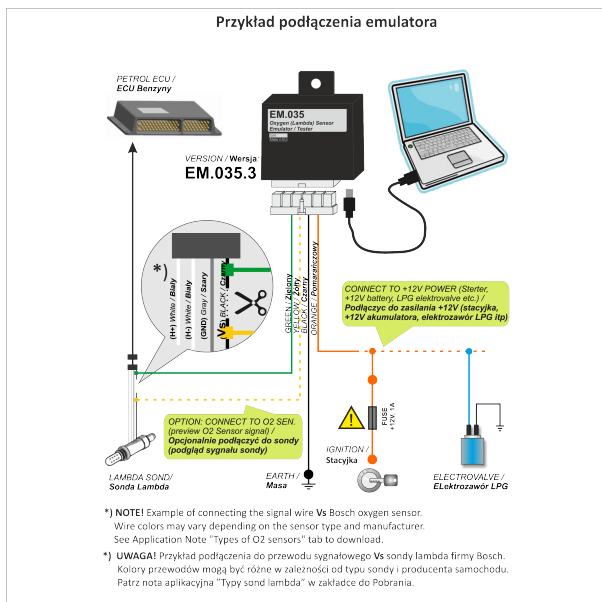 Przykład podłączenia emulatora
PETROL ECU /
ECU Benzyny
EM.035
Oxygen (Lambda) Sensor
Emulator / Tester
VERSION / Wersja:
EM.035.3
*)
(H+) White / Biały
(H-) White / Biały
(GND) Gray / Szary
(Vs) BLACK / Czarny
GREEN / Zielony
YELLOW / Żółty
BLACK / Czarny
ORANGE / Pomarańczowy
CONNECT TO +12V POWER (Sterter,
+12V battery, LPG elektrovalve etc.) /
Podłączyc do zasilania +12V (stacyjka,
+12V akumulatora, elektrozawór LPG itp)
OPTION: CONNECT TO O2 SEN.
(preview O2 Sensor signal) /
Opcjonalnie podłączyć do sondy
(podgląd sygnału sondy)
FUSE
+12V, 1A
IGNITION /
Stacyjka
LAMBDA SOND/
Sonda Lambda
EARTH /
Masa
ELECTROVALVE /
ELektrozawór LPG
*) NOTE! Example of connecting the signal wire Vs Bosch oxygen sensor.
Wire colors may vary depending on the sensor type and manufacturer.
See Application Note "Types of O2 sensors" tab to download.
*) UWAGA! Przykład podłączenia do przewodu sygnałowego Vs sondy lambda firmy Bosch.
Kolory przewodów mogą być różne w zależności od typu sondy i producenta samochodu.
Patrz nota aplikacyjna "Typy sond lambda" w zakładce do Pobrania.